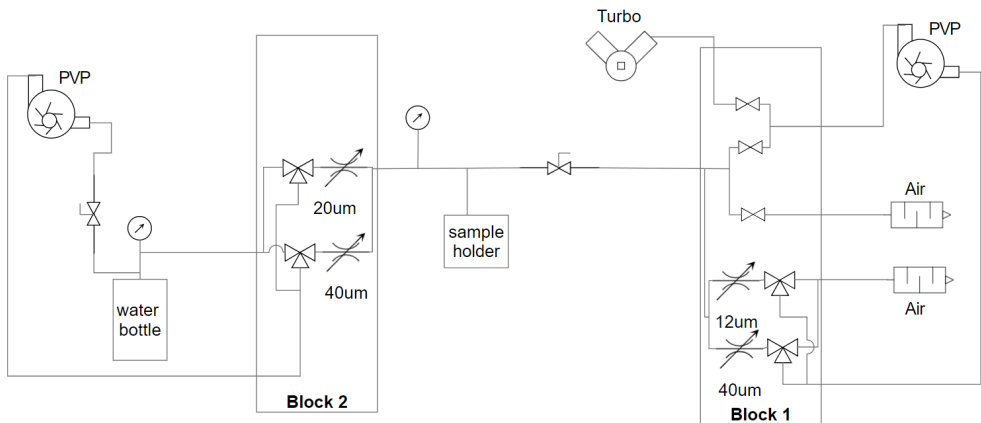 Turbo
PVP
PVP
20um
Air
sample
holder
40um
Air
water
bottle
12um
40um
Block 2
Block 1